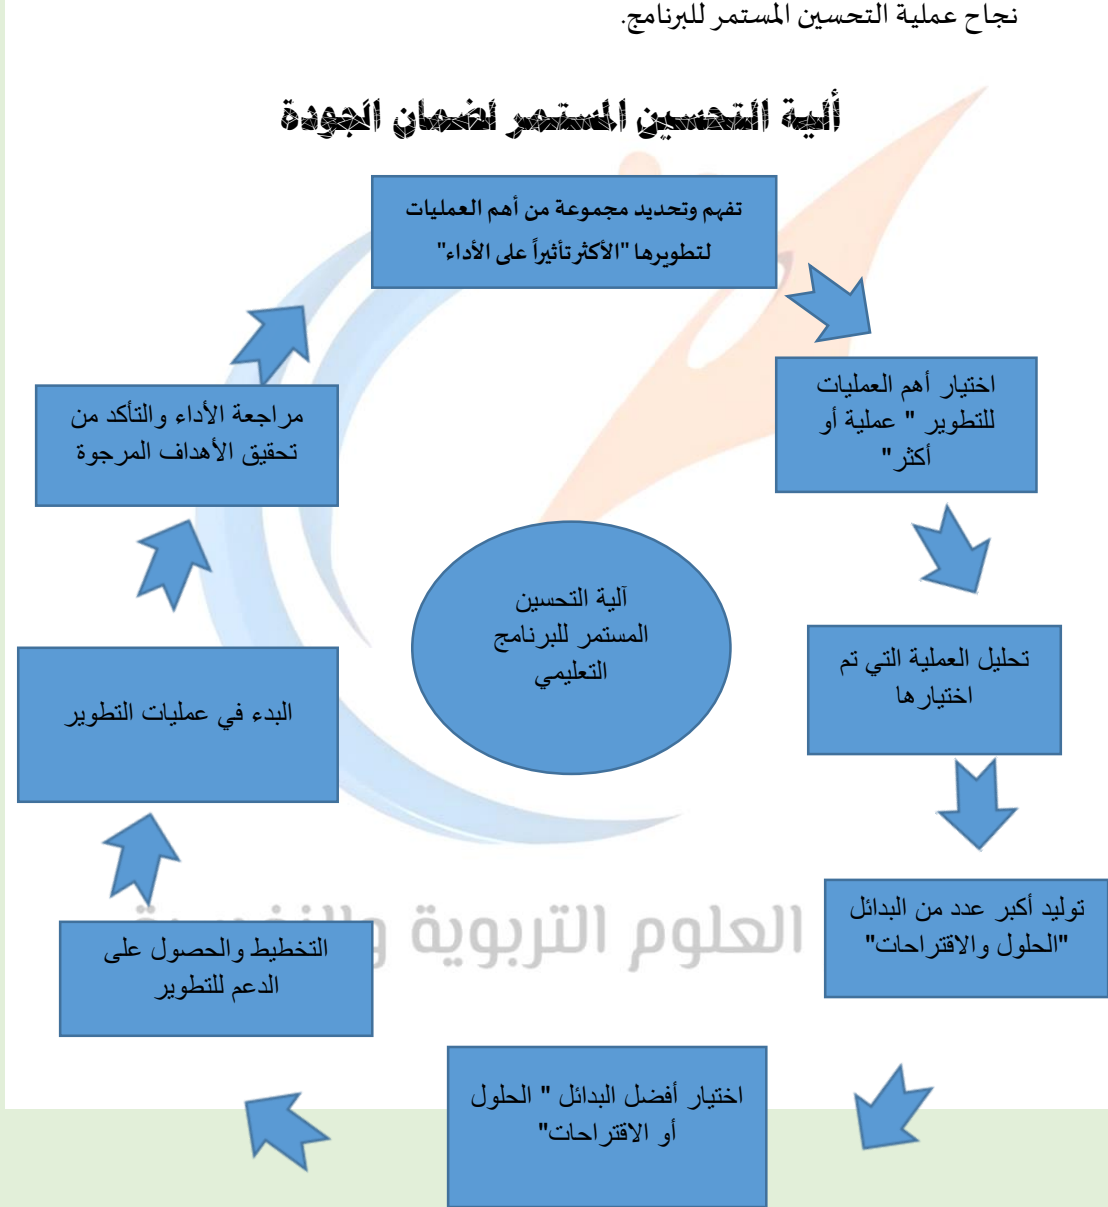 نجاح عملية التحسين المستمر للبرنامج.
ألية التحسين المستمر لضمان الجودة
تفهم وتحديد مجموعة من أهم العمليات
لتطويرها "الأكثر تأثيراً على الأداء"
اختيار أهم العمليات
للتطوير " عملية أو
أكثر"
تحليل العملية التي تم
اختيارها
توليد أكبر عدد من البدائل
"الحلول والاقتراحات"
اختيار أفضل البدائل " الحلول
أو الاقتراحات"
التخطيط والحصول على
الدعم للتطوير
البدء في عمليات التطوير
مراجعة الأداء والتأكد من
تحقيق الأهداف المرجوة
آلية التحسين
المستمر للبرنامج
التعليمي
العلوم التربوية